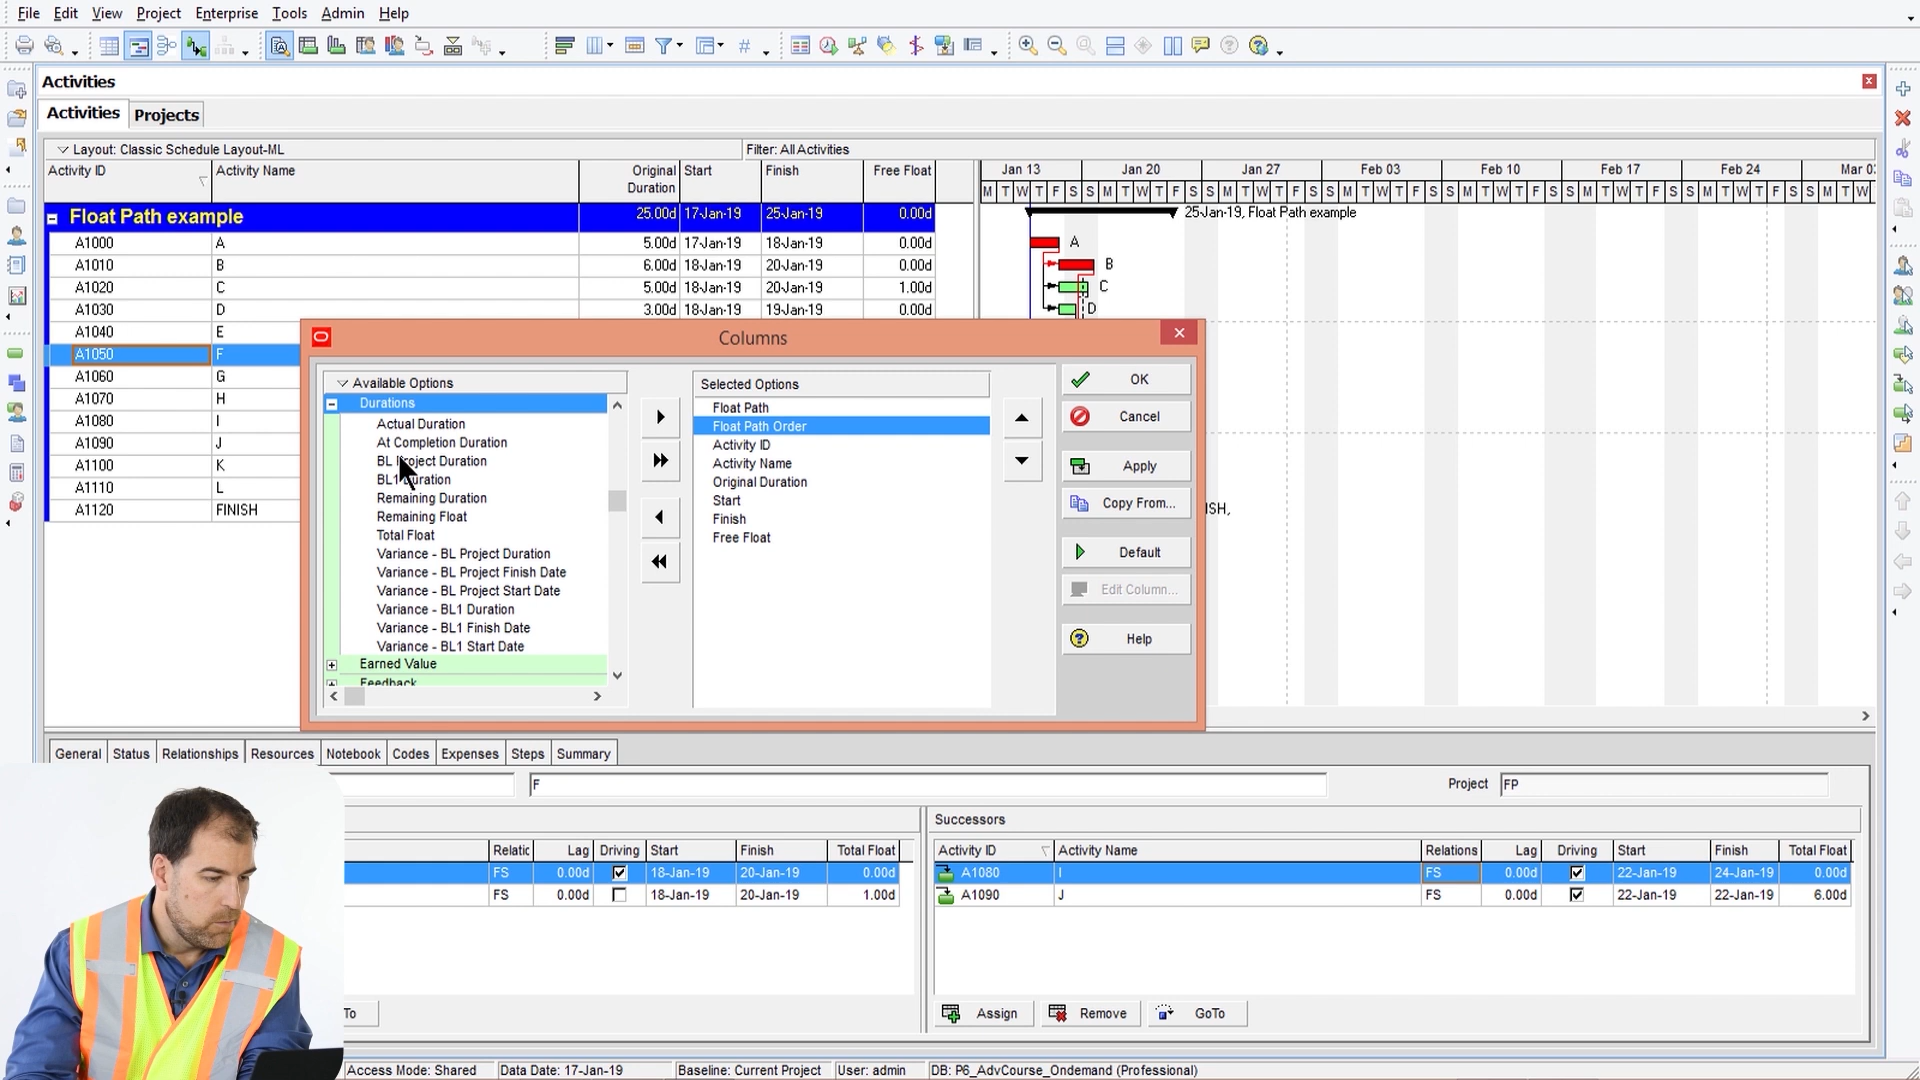 File Edit View Project Enterprise Tools Admin Help
Activities
Activities Projects
Layout: Classic Schedule Layout-ML Filter: All Activities
Activity ID Activity Name Original Duration Start Finish Free Float
Jan 13 Jan 20 Jan 27 Feb 03 Feb 10 Feb 17 Feb 24 Mar 0
M T W T F S S M T W T F S S M T W T F S S M T W T F S S M T W T F S S M T W T F S S M T W T F S S M T W
Float Path example 25.00d 17-Jan-19 25-Jan-19 0.00d 25-Jan-19, Float Path example
A1000 A 5.00d 17-Jan-19 18-Jan-19 0.00d A
A1010 B 6.00d 18-Jan-19 20-Jan-19 0.00d B
A1020 C 5.00d 18-Jan-19 20-Jan-19 1.00d C
A1030 D 3.00d 18-Jan-19 19-Jan-19 0.00d D
A1040 E
A1050 F
A1060 G
A1070 H
A1080 I
A1090 J
A1100 K
A1110 L
A1120 FINISH
ISH,
Columns
Available Options
Durations
Actual Duration
At Completion Duration
BL Project Duration
BL1 Duration
Remaining Duration
Remaining Float
Total Float
Variance - BL Project Duration
Variance - BL Project Finish Date
Variance - BL Project Start Date
Variance - BL1 Duration
Variance - BL1 Finish Date
Variance - BL1 Start Date
Earned Value
Feedback
Selected Options
Float Path
Float Path Order
Activity ID
Activity Name
Original Duration
Start
Finish
Free Float
OK
Cancel
Apply
Copy From...
Default
Edit Column...
Help
General Status Relationships Resources Notebook Codes Expenses Steps Summary
F Project FP
Successors
Relatic Lag Driving Start Finish Total Float
FS 0.00d 18-Jan-19 20-Jan-19 0.00d
FS 0.00d 18-Jan-19 20-Jan-19 1.00d
Activity ID Activity Name Relations Lag Driving Start Finish Total Float
A1080 I FS 0.00d 22-Jan-19 24-Jan-19 0.00d
A1090 J FS 0.00d 22-Jan-19 22-Jan-19 6.00d
To Assign Remove GoTo
Access Mode: Shared Data Date: 17-Jan-19 Baseline: Current Project User: admin DB: P6_AdvCourse_Ondemand (Professional)